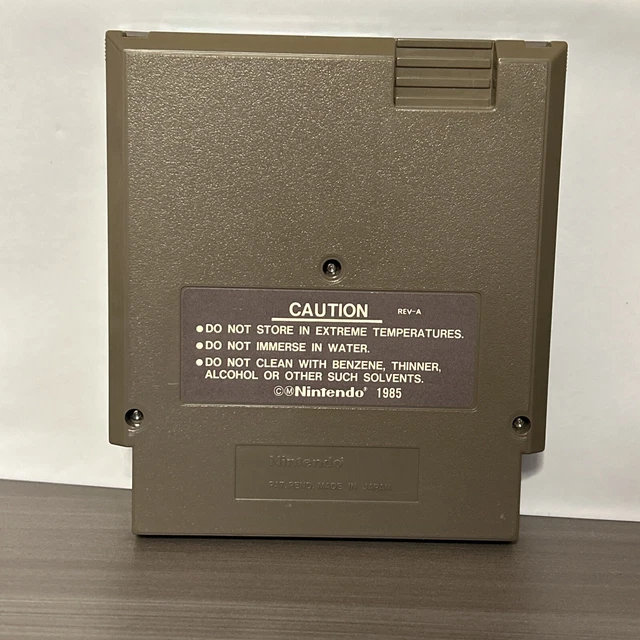 CAUTION REV-A
●DO NOT STORE IN EXTREME TEMPERATURES.
●DO NOT IMMERSE IN WATER.
●DO NOT CLEAN WITH BENZENE, THINNER,
ALCOHOL OR OTHER SUCH SOLVENTS.
©ⓂNintendo® 1985
Nintendo
PAT. PEND. MADE IN JAPAN